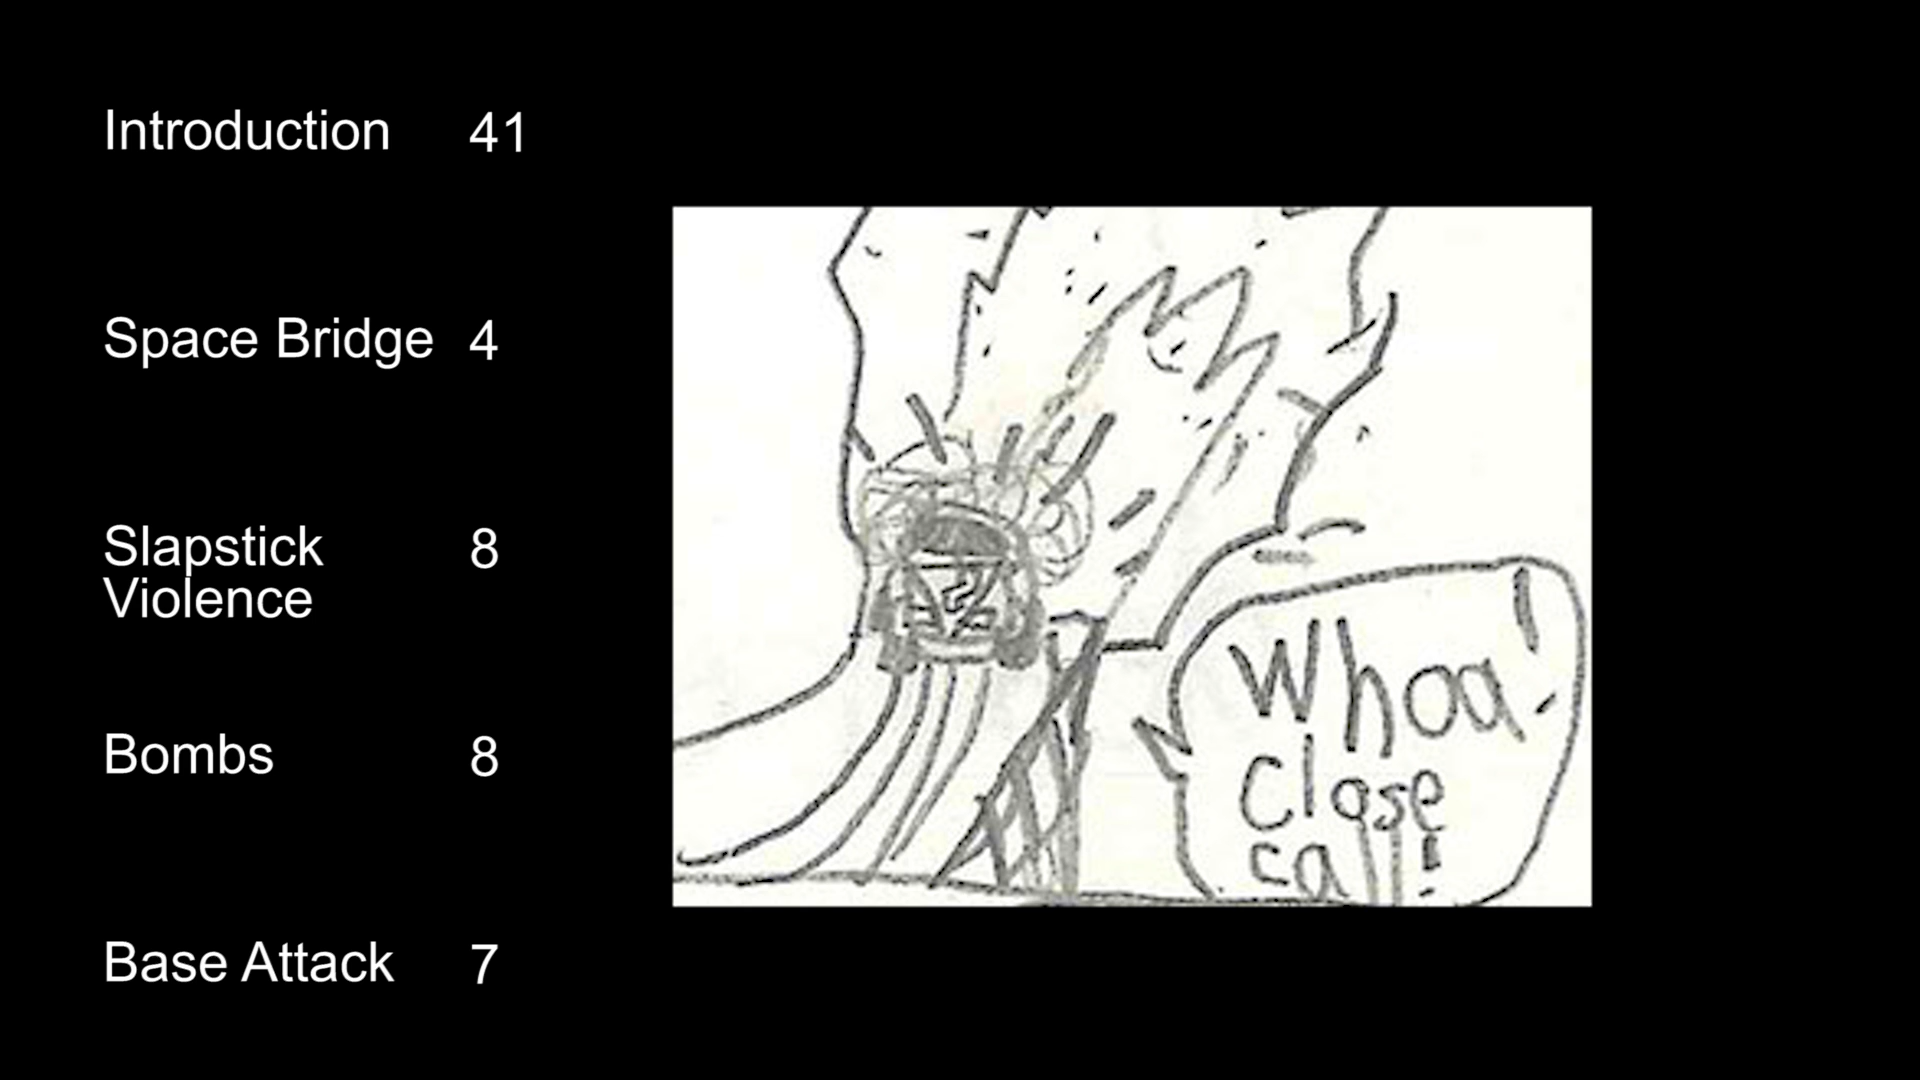 Introduction 41
Space Bridge 4
Slapstick 8
Violence
Bombs 8
Base Attack 7
Whoa!
Close
call!